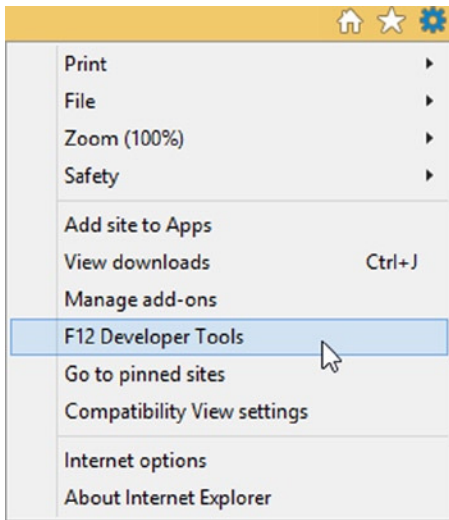 Print
File
Zoom (100%)
Safety
Add site to Apps
View downloads Ctrl+J
Manage add-ons
F12 Developer Tools
Go to pinned sites
Compatibility View settings
Internet options
About Internet Explorer